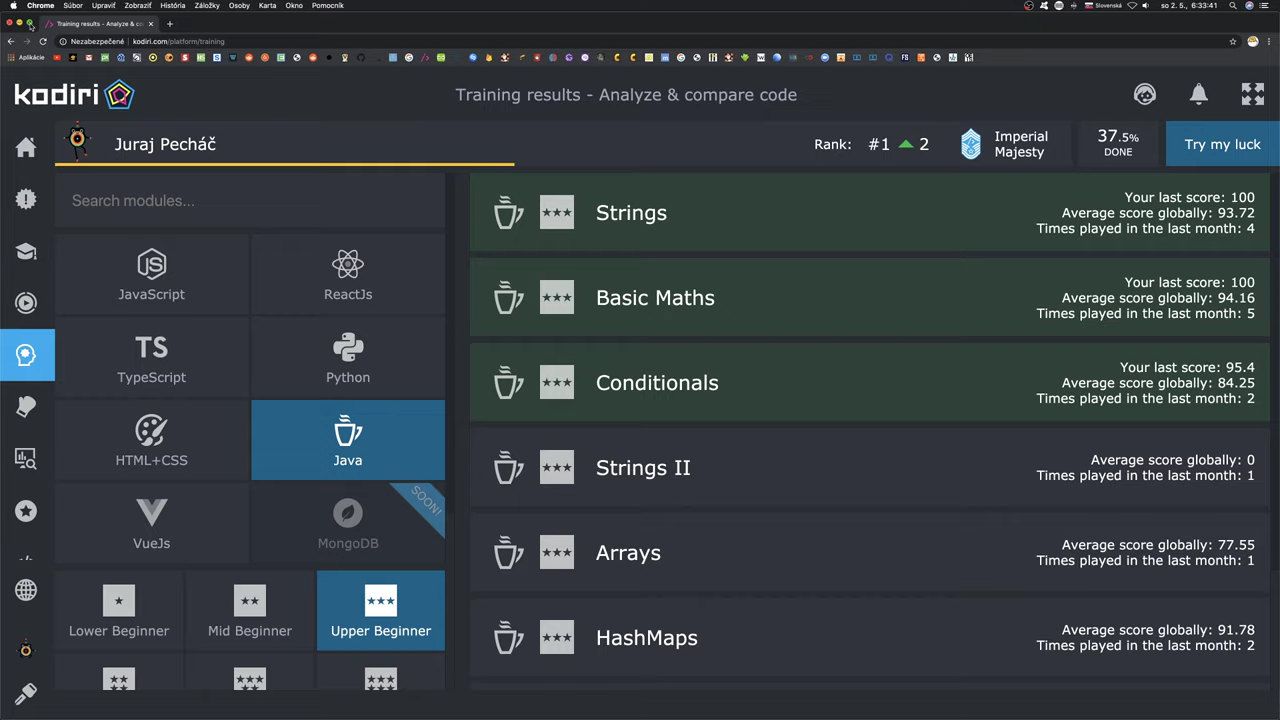 Chrome Súbor Upraviť Zobraziť História Záložky Osoby Karta Okno Pomocník
Slovenská so 2. 5., 6:33:41
Training results - Analyze & co
Nezabezpečené kodiri.com/platform/training
Aplikácie
kodiri
Training results - Analyze & compare code
Juraj Pecháč
Rank: #1 2
Imperial Majesty
37.5% DONE
Try my luck
Search modules...
JavaScript
ReactJs
TS
TypeScript
Python
HTML+CSS
Java
VueJs
MongoDB
SOON!
Lower Beginner
Mid Beginner
Upper Beginner
Strings
Your last score: 100
Average score globally: 93.72
Times played in the last month: 4
Basic Maths
Your last score: 100
Average score globally: 94.16
Times played in the last month: 5
Conditionals
Your last score: 95.4
Average score globally: 84.25
Times played in the last month: 2
Strings II
Average score globally: 0
Times played in the last month: 1
Arrays
Average score globally: 77.55
Times played in the last month: 1
HashMaps
Average score globally: 91.78
Times played in the last month: 2